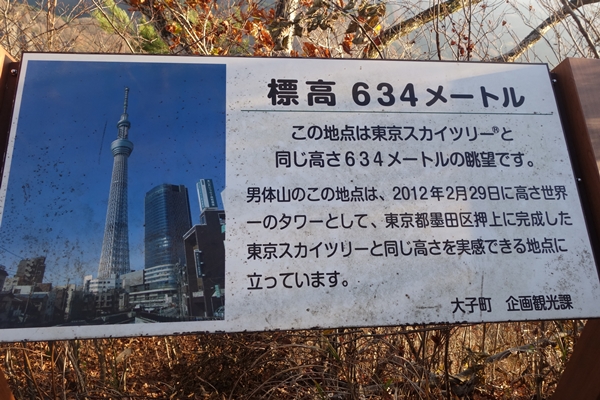 標高 634メートル
この地点は東京スカイツリー®と
同じ高さ634メートルの眺望です。
男体山のこの地点は、2012年2月29日に高さ世界
一のタワーとして、東京都墨田区押上に完成した
東京スカイツリーと同じ高さを実感できる地点に
立っています。
大子町 企画観光課